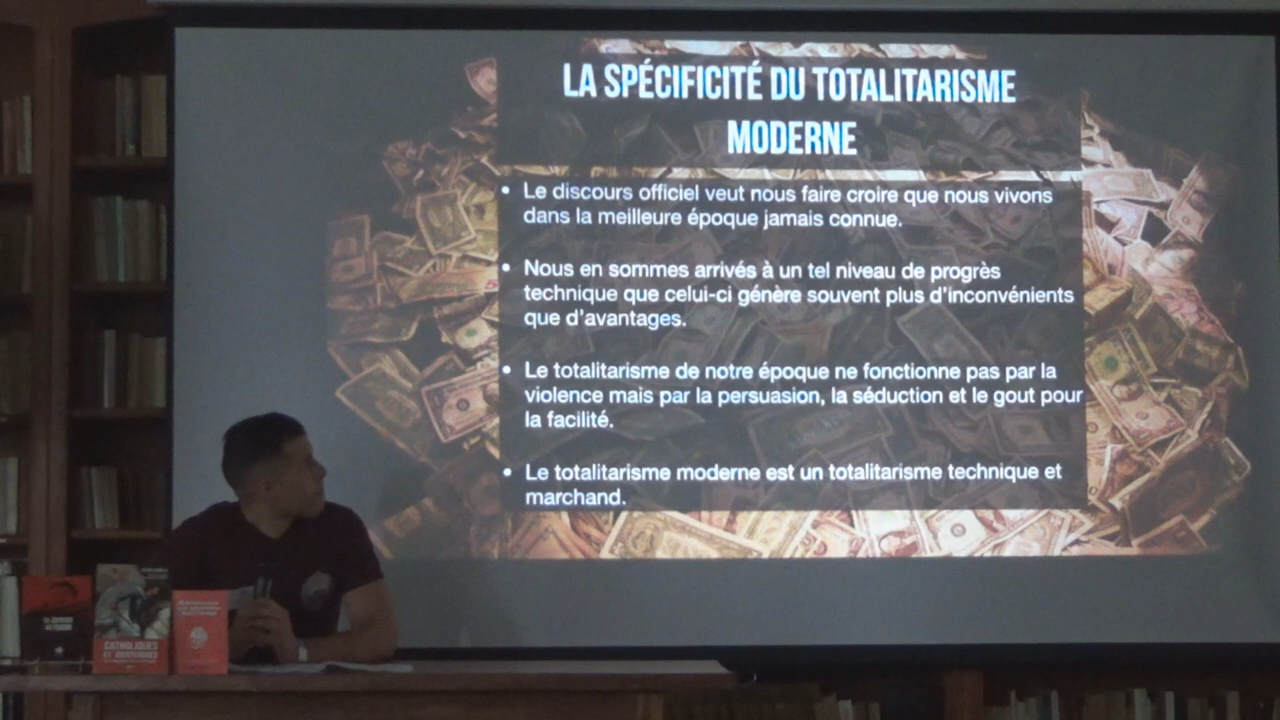 LA SPÉCIFICITÉ DU TOTALITARISME
MODERNE
• Le discours officiel veut nous faire croire que nous vivons
dans la meilleure époque jamais connue.
• Nous en sommes arrivés à un tel niveau de progrès
technique que celui-ci génère souvent plus d'inconvénients
que d'avantages.
• Le totalitarisme de notre époque ne fonctionne pas par la
violence mais par la persuasion, la séduction et le gout pour
la facilité.
• Le totalitarisme moderne est un totalitarisme technique et
marchand.
CATHOLIQUES